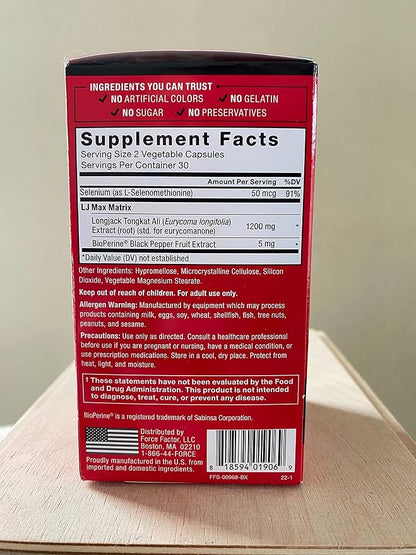 INGREDIENTS YOU CAN TRUST
✓ NO ARTIFICIAL COLORS ✓ NO GELATIN
✓ NO SUGAR ✓ NO PRESERVATIVES
Supplement Facts
Serving Size 2 Vegetable Capsules
Servings Per Container 30
Amount Per Serving %DV
Selenium (as L-Selenomethionine) 50 mcg 91%
LJ Max Matrix
Longjack Tongkat Ali (Eurycoma longifolia)
Extract (root) (std. for eurycomanone) 1200 mg *
BioPerine® Black Pepper Fruit Extract 5 mg *
*Daily Value (DV) not established
Other Ingredients: Hypromellose, Microcrystalline Cellulose, Silicon
Dioxide, Vegetable Magnesium Stearate.
Keep out of reach of children. For adult use only.
Allergen Warning: Manufactured by equipment which may process
products containing milk, eggs, soy, wheat, shellfish, fish, tree nuts,
peanuts, and sesame.
Precautions: Use only as directed. Consult a healthcare professional
before use if you are pregnant or nursing, have a medical condition, or
use prescription medications. Store in a cool, dry place. Protect from
heat, light, and moisture.
‡ These statements have not been evaluated by the Food
and Drug Administration. This product is not intended
to diagnose, treat, cure, or prevent any disease.
BioPerine® is a registered trademark of Sabinsa Corporation.
Distributed by
Force Factor, LLC
Boston, MA 02210
1-866-44-FORCE
Proudly manufactured in the U.S. from
imported and domestic ingredients.
8 18594 01906 9
FFS-00968-BX 22-1